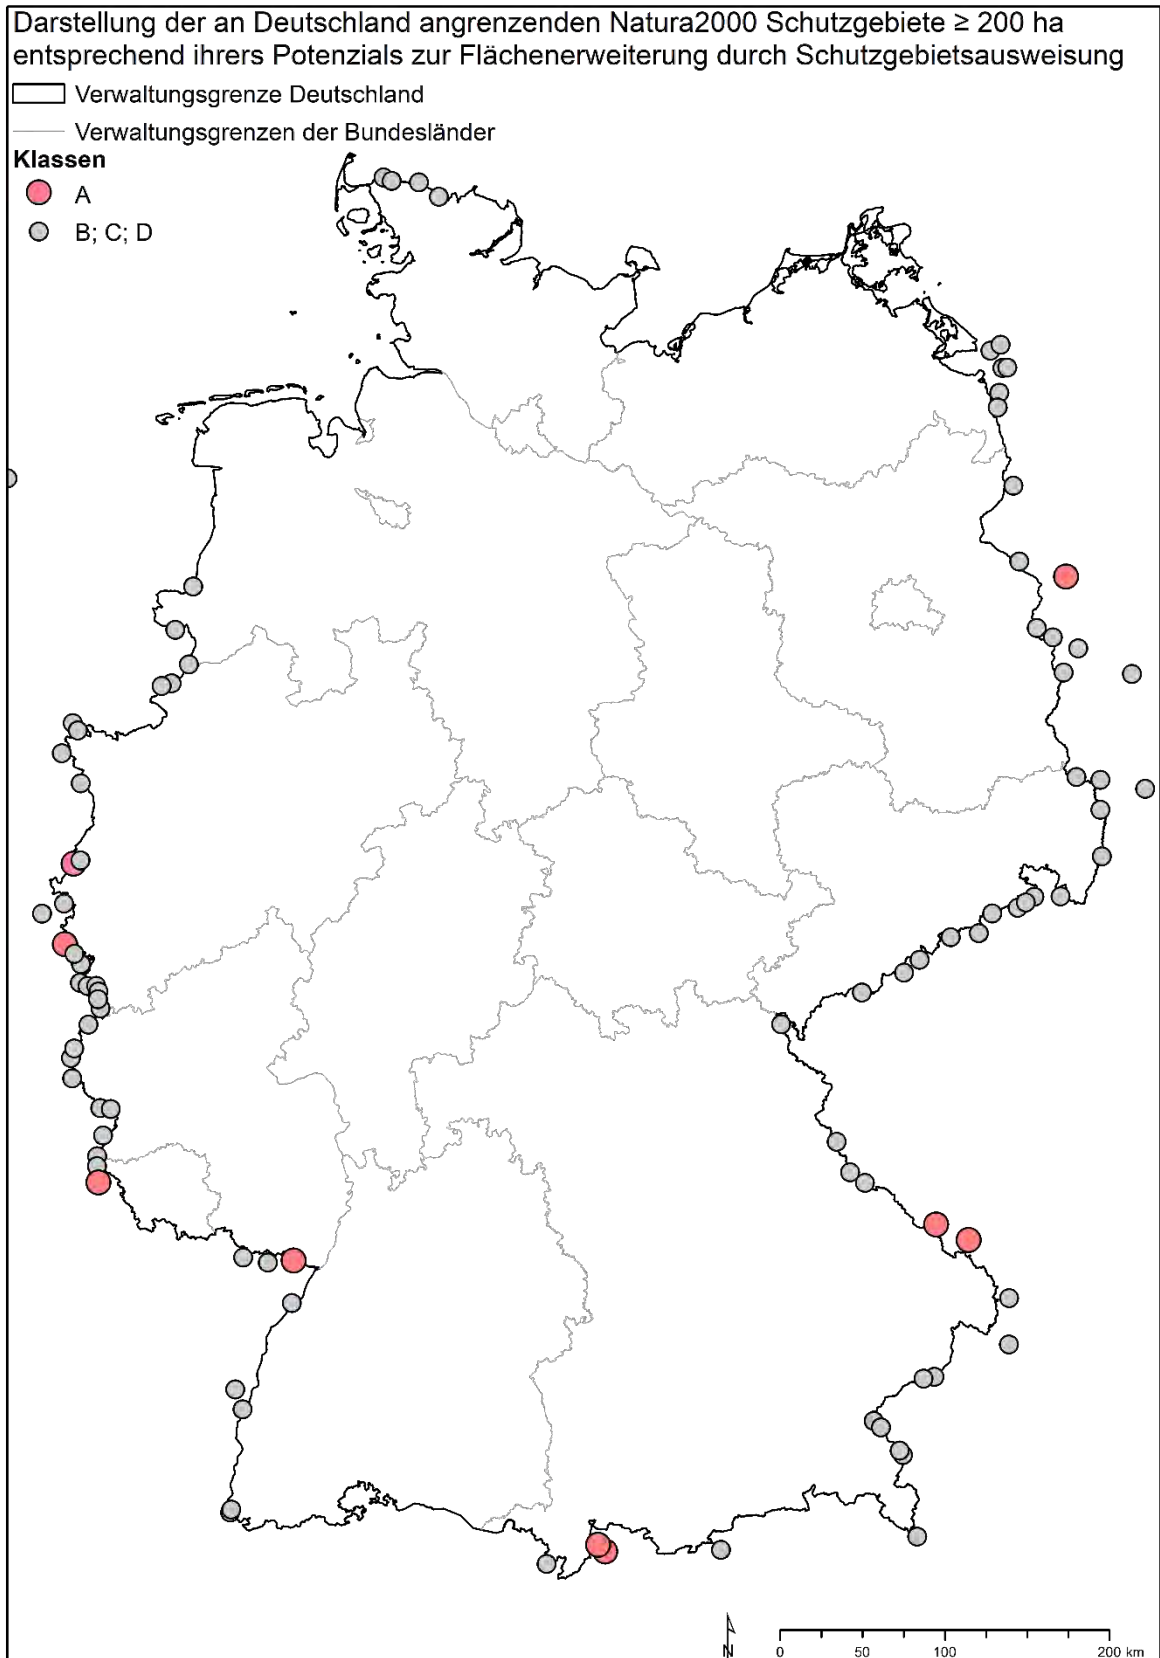 Darstellung der an Deutschland angrenzenden Natura2000 Schutzgebiete ≥ 200 ha
entsprechend ihrers Potenzials zur Flächenerweiterung durch Schutzgebietsausweisung
Verwaltungsgrenze Deutschland
Verwaltungsgrenzen der Bundesländer
Klassen
A
B; C; D
N
0 50 100 200 km